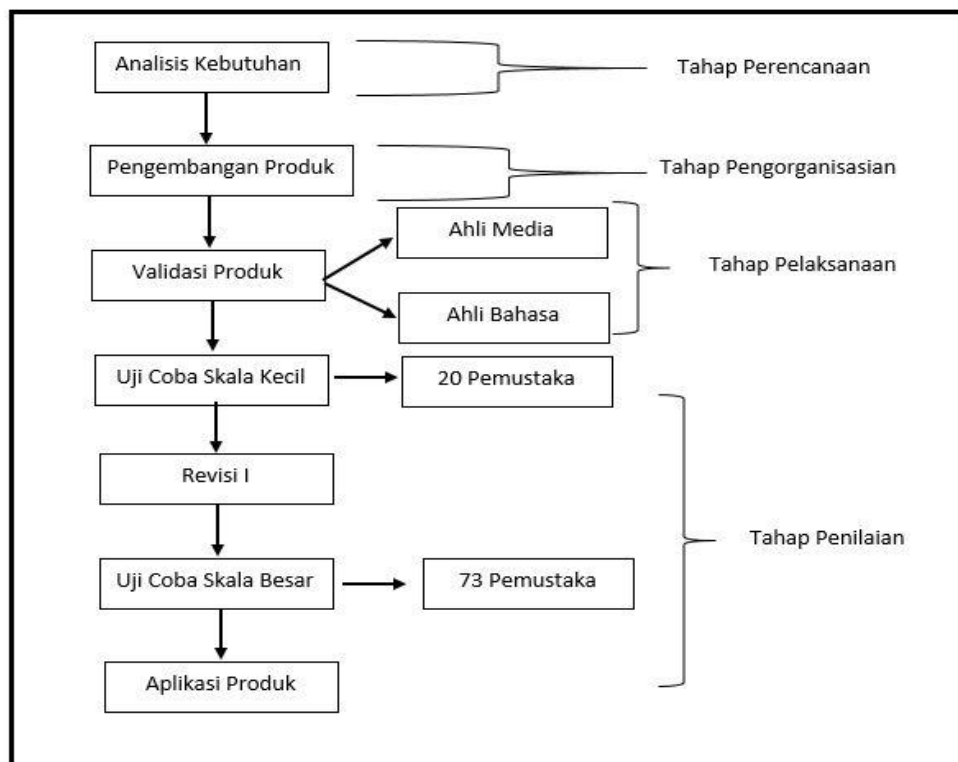 Analisis Kebutuhan
Tahap Perencanaan
Pengembangan Produk
Tahap Pengorganisasian
Validasi Produk
Ahli Media
Ahli Bahasa
Tahap Pelaksanaan
Uji Coba Skala Kecil
20 Pemustaka
Revisi I
Uji Coba Skala Besar
73 Pemustaka
Aplikasi Produk
Tahap Penilaian